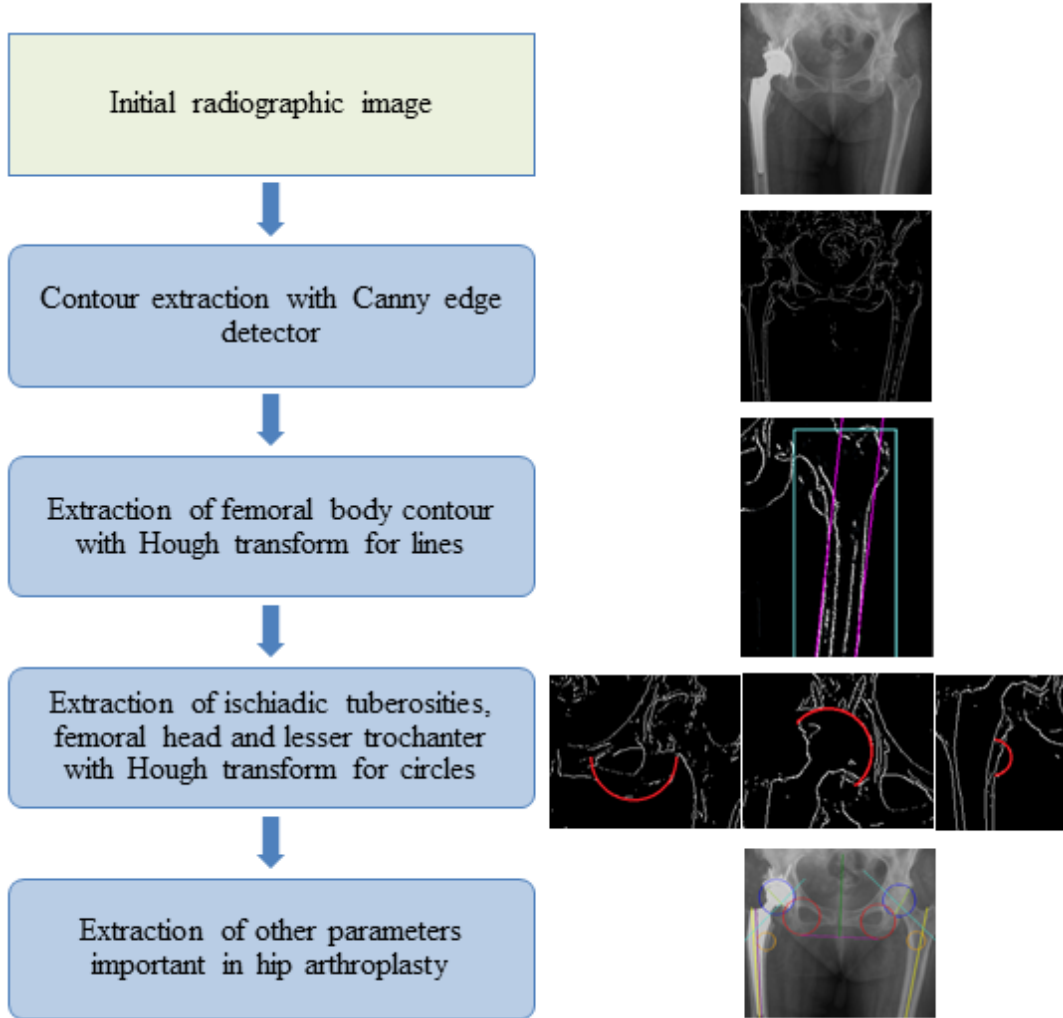 Initial radiographic image
Contour extraction with Canny edge
detector
Extraction of femoral body contour
with Hough transform for lines
Extraction of ischiadic tuberosities,
femoral head and lesser trochanter
with Hough transform for circles
Extraction of other parameters
important in hip arthroplasty